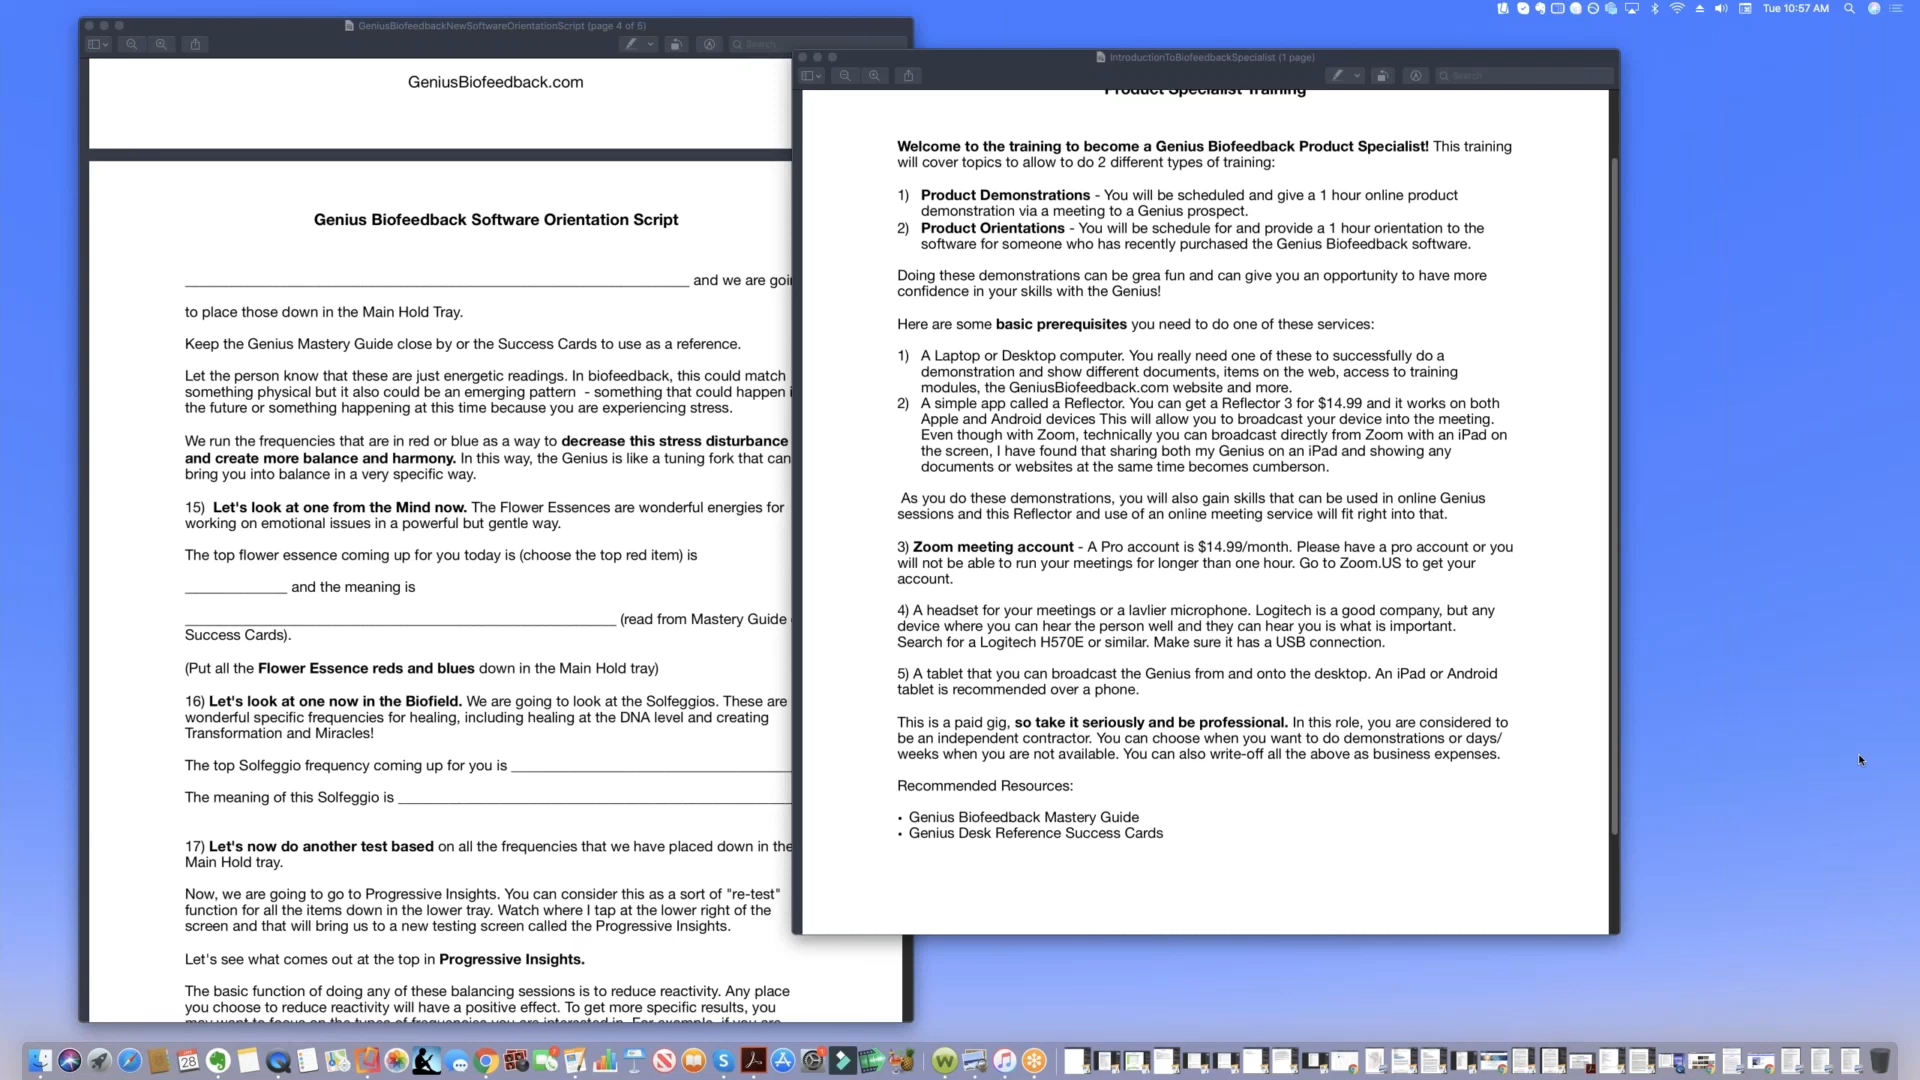 Tue 10:57 AM
GeniusBiofeedbackNewSoftwareOrientationScript (page 4 of 5)
Search
GeniusBiofeedback.com
Genius Biofeedback Software Orientation Script
and we are goi
to place those down in the Main Hold Tray.
Keep the Genius Mastery Guide close by or the Success Cards to use as a reference.
Let the person know that these are just energetic readings. In biofeedback, this could match
something physical but it also could be an emerging pattern - something that could happen i
the future or something happening at this time because you are experiencing stress.
We run the frequencies that are in red or blue as a way to decrease this stress disturbance
and create more balance and harmony. In this way, the Genius is like a tuning fork that can
bring you into balance in a very specific way.
15) Let's look at one from the Mind now. The Flower Essences are wonderful energies for
working on emotional issues in a powerful but gentle way.
The top flower essence coming up for you today is (choose the top red item) is
_____________ and the meaning is
(read from Mastery Guide
Success Cards).
(Put all the Flower Essence reds and blues down in the Main Hold tray)
16) Let's look at one now in the Biofield. We are going to look at the Solfeggios. These are
wonderful specific frequencies for healing, including healing at the DNA level and creating
Transformation and Miracles!
The top Solfeggio frequency coming up for you is
The meaning of this Solfeggio is
17) Let's now do another test based on all the frequencies that we have placed down in the
Main Hold tray.
Now, we are going to go to Progressive Insights. You can consider this as a sort of "re-test"
function for all the items down in the lower tray. Watch where I tap at the lower right of the
screen and that will bring us to a new testing screen called the Progressive Insights.
Let's see what comes out at the top in Progressive Insights.
The basic function of doing any of these balancing sessions is to reduce reactivity. Any place
you choose to reduce reactivity will have a positive effect. To get more specific results, you
may want to focus on the types of frequencies you are interested in. For example, if you are
IntroductionToBiofeedbackSpecialist (1 page)
Search
Product Specialist Training
Welcome to the training to become a Genius Biofeedback Product Specialist! This training
will cover topics to allow to do 2 different types of training:
1) Product Demonstrations - You will be scheduled and give a 1 hour online product
demonstration via a meeting to a Genius prospect.
2) Product Orientations - You will be schedule for and provide a 1 hour orientation to the
software for someone who has recently purchased the Genius Biofeedback software.
Doing these demonstrations can be grea fun and can give you an opportunity to have more
confidence in your skills with the Genius!
Here are some basic prerequisites you need to do one of these services:
1) A Laptop or Desktop computer. You really need one of these to successfully do a
demonstration and show different documents, items on the web, access to training
modules, the GeniusBiofeedback.com website and more.
2) A simple app called a Reflector. You can get a Reflector 3 for $14.99 and it works on both
Apple and Android devices This will allow you to broadcast your device into the meeting.
Even though with Zoom, technically you can broadcast directly from Zoom with an iPad on
the screen, I have found that sharing both my Genius on an iPad and showing any
documents or websites at the same time becomes cumberson.
As you do these demonstrations, you will also gain skills that can be used in online Genius
sessions and this Reflector and use of an online meeting service will fit right into that.
3) Zoom meeting account - A Pro account is $14.99/month. Please have a pro account or you
will not be able to run your meetings for longer than one hour. Go to Zoom.US to get your
account.
4) A headset for your meetings or a lavlier microphone. Logitech is a good company, but any
device where you can hear the person well and they can hear you is what is important.
Search for a Logitech H570E or similar. Make sure it has a USB connection.
5) A tablet that you can broadcast the Genius from and onto the desktop. An iPad or Android
tablet is recommended over a phone.
This is a paid gig, so take it seriously and be professional. In this role, you are considered to
be an independent contractor. You can choose when you want to do demonstrations or days/
weeks when you are not available. You can also write-off all the above as business expenses.
Recommended Resources:
• Genius Biofeedback Mastery Guide
• Genius Desk Reference Success Cards
28